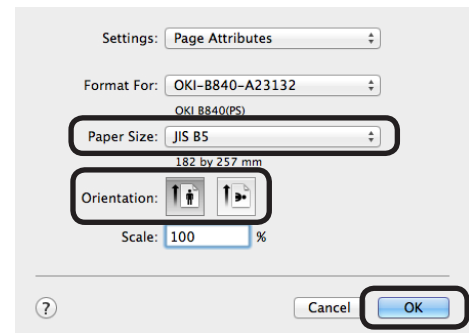 Settings: Page Attributes
Format For: OKI-B840-A23132
OKI B840(PS)
Paper Size: JIS B5
182 by 257 mm
Orientation:
Scale: 100 %
? Cancel OK